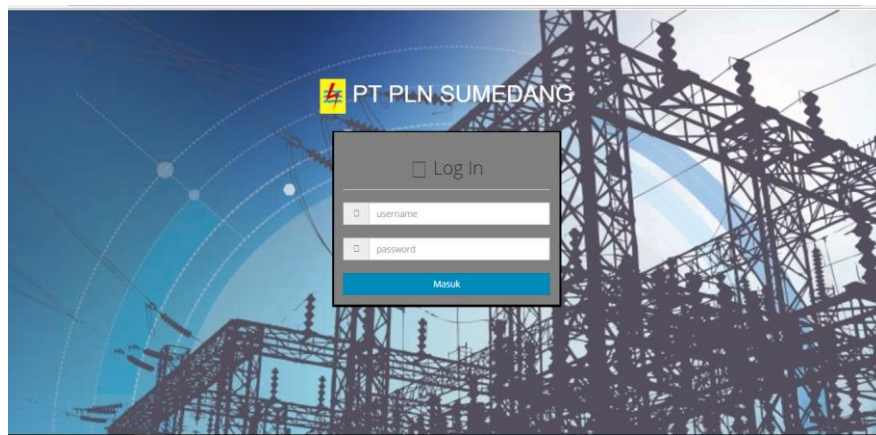 PT PLN SUMEDANG
Log In
username
password
Masuk